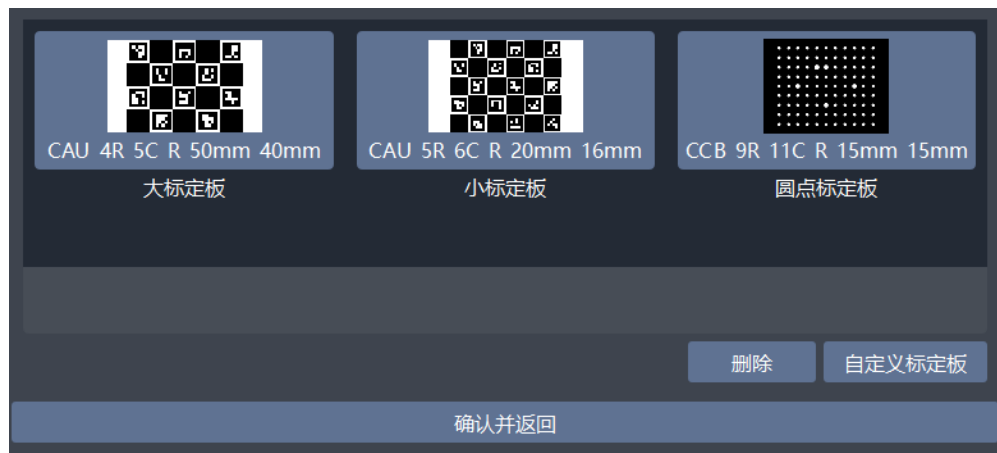 CAU 4R 5C R 50mm 40mm
大标定板
CAU 5R 6C R 20mm 16mm
小标定板
CCB 9R 11C R 15mm 15mm
圆点标定板
删除
自定义标定板
确认并返回